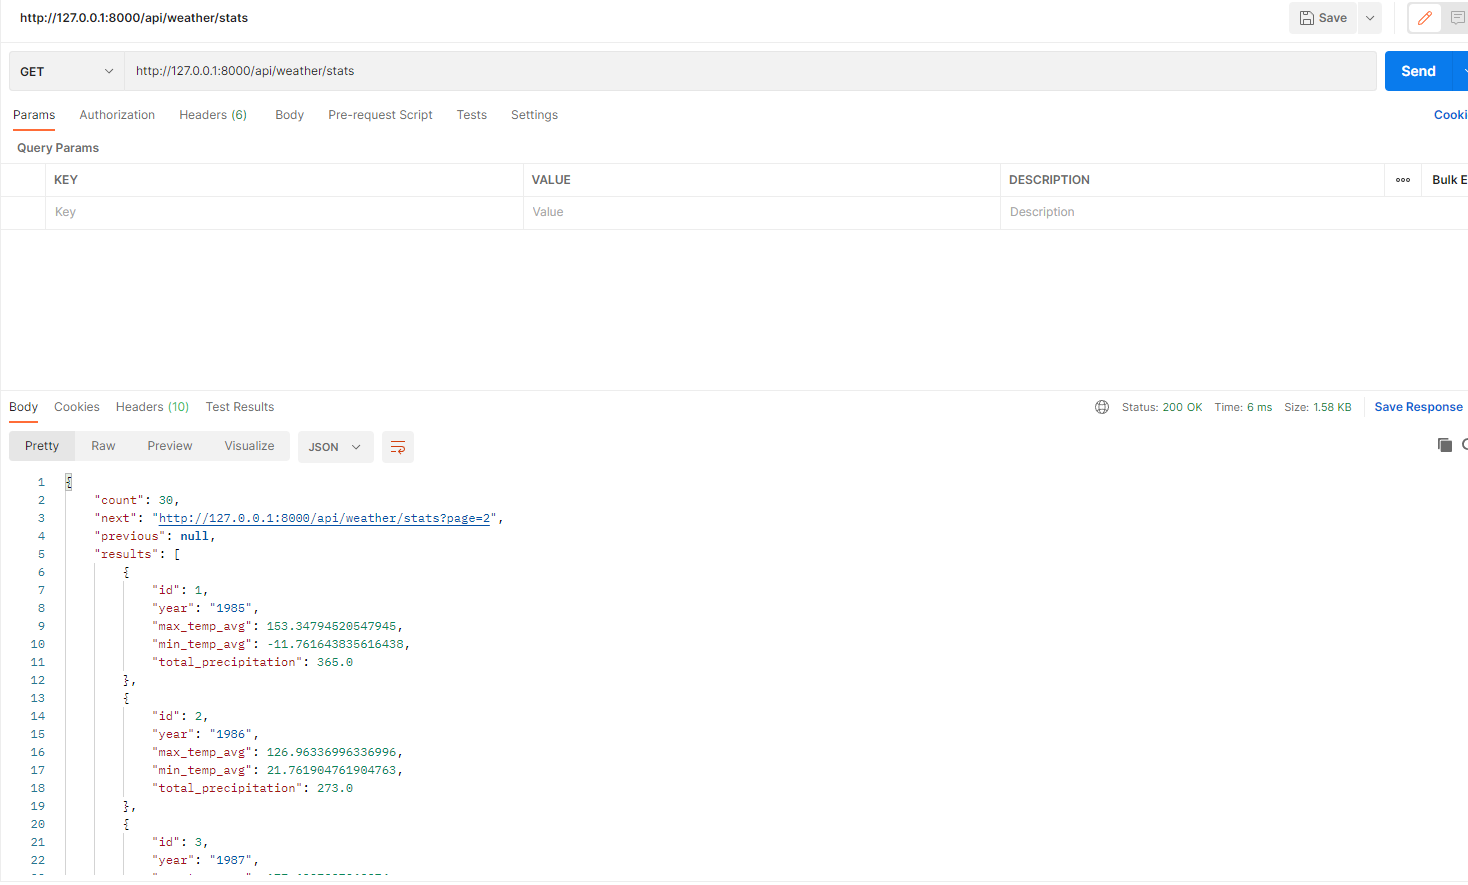 http://127.0.0.1:8000/api/weather/stats
Save
GET http://127.0.0.1:8000/api/weather/stats Send
Params Authorization Headers (6) Body Pre-request Script Tests Settings Cooki
Query Params
KEY VALUE DESCRIPTION ooo Bulk E
Key Value Description
Body Cookies Headers (10) Test Results Status: 200 OK Time: 6 ms Size: 1.58 KB Save Response
Pretty Raw Preview Visualize JSON
1 {
2 "count": 30,
3 "next": "http://127.0.0.1:8000/api/weather/stats?page=2",
4 "previous": null,
5 "results": [
6 {
7 "id": 1,
8 "year": "1985",
9 "max_temp_avg": 153.34794520547945,
10 "min_temp_avg": -11.761643835616438,
11 "total_precipitation": 365.0
12 },
13 {
14 "id": 2,
15 "year": "1986",
16 "max_temp_avg": 126.96336996336996,
17 "min_temp_avg": 21.761904761904763,
18 "total_precipitation": 273.0
19 },
20 {
21 "id": 3,
22 "year": "1987",